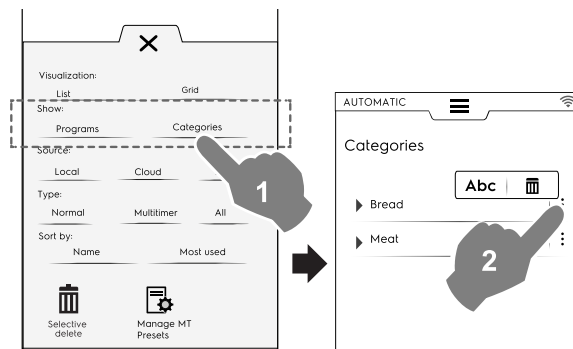 Visualization:
List Grid
Show:
Programs Categories
Source:
Local Cloud
Type:
Normal Multitimer All
Sort by:
Name Most used
Selective
delete
Manage MT
Presets
1
AUTOMATIC
Categories
Abc
Bread
Meat
2